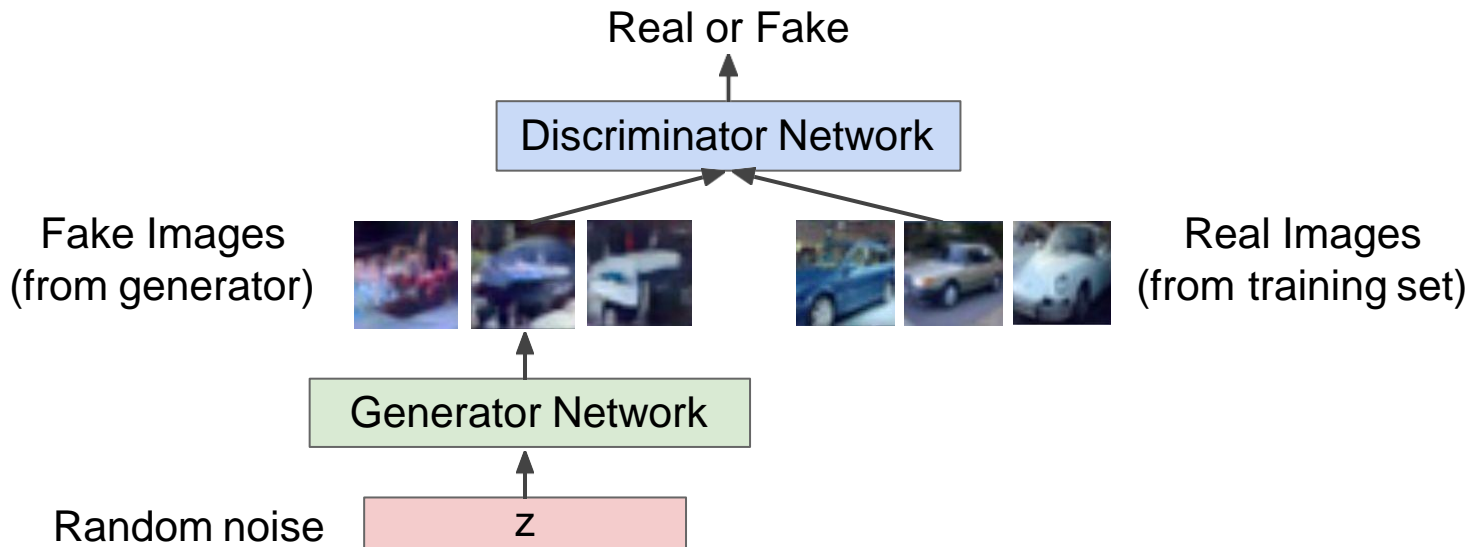 Real or Fake
Discriminator Network
Fake Images
(from generator)
Real Images
(from training set)
Generator Network
Random noise
z